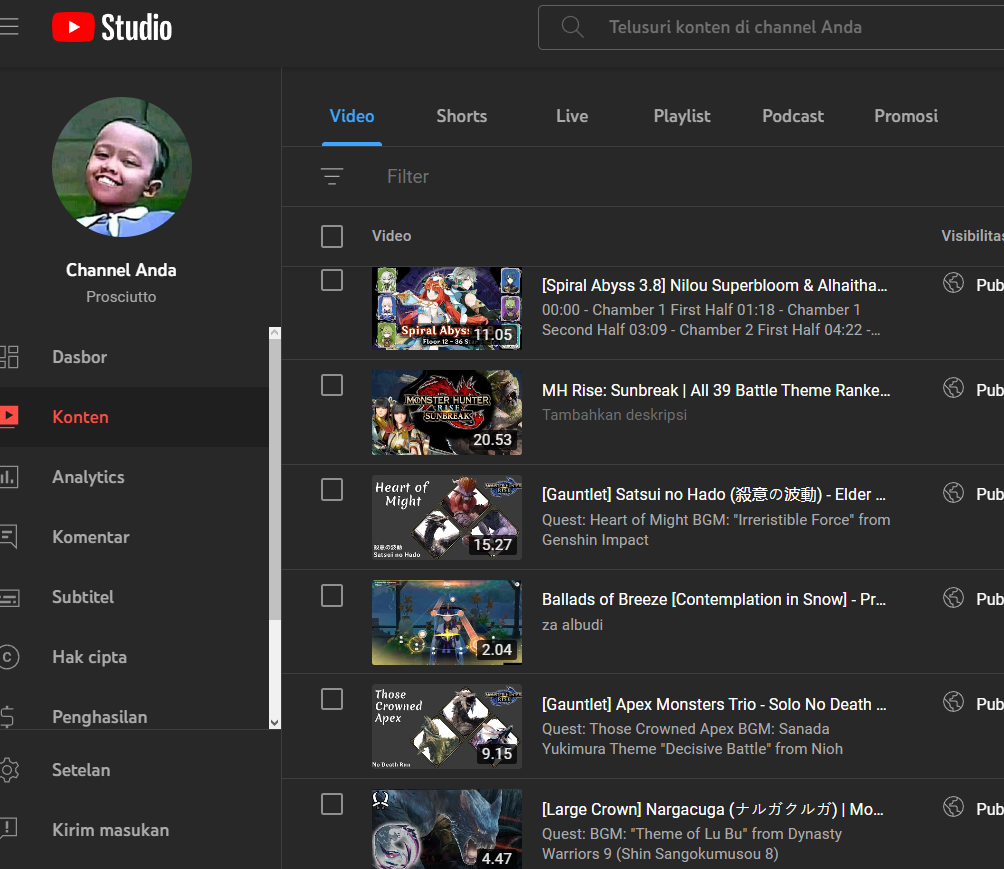 Studio
Telusuri konten di channel Anda
Channel Anda
Prosciutto
Dasbor
Konten
Analytics
Komentar
Subtitel
Hak cipta
Penghasilan
Setelan
Kirim masukan
Video Shorts Live Playlist Podcast Promosi
Filter
Video Visibilitas
Spiral Abyss
Floor 12 - 36
11.05
[Spiral Abyss 3.8] Nilou Superbloom & Alhaitha... Pub
00:00 - Chamber 1 First Half 01:18 - Chamber 1
Second Half 03:09 - Chamber 2 First Half 04:22 -...
MONSTER HUNTER
RISE
SUNBREAK
20.53
MH Rise: Sunbreak | All 39 Battle Theme Ranke... Pub
Tambahkan deskripsi
Heart of
Might
RISE
殺意の波動
Satsui no Hado
15.27
[Gauntlet] Satsui no Hado (殺意の波動) - Elder ... Pub
Quest: Heart of Might BGM: "Irreristible Force" from
Genshin Impact
2.04
Ballads of Breeze [Contemplation in Snow] - Pr... Pub
za albudi
Those
Crowned
Apex
RISE
No Death Run
9.15
[Gauntlet] Apex Monsters Trio - Solo No Death ... Pub
Quest: Those Crowned Apex BGM: Sanada
Yukimura Theme "Decisive Battle" from Nioh
4.47
[Large Crown] Nargacuga (ナルガクルガ) | Mo... Pub
Quest: BGM: "Theme of Lu Bu" from Dynasty
Warriors 9 (Shin Sangokumusou 8)